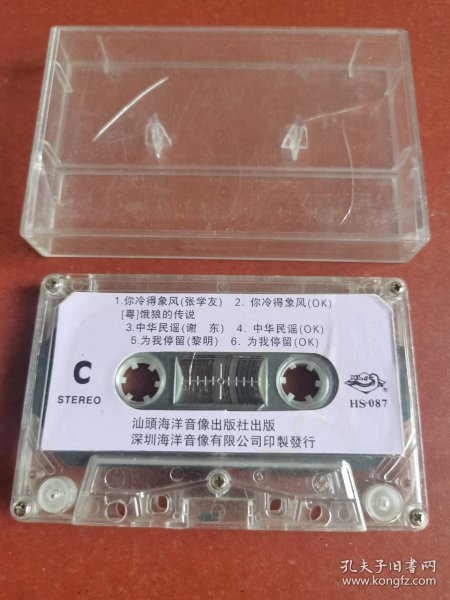 1.你冷得象风(张学友) 2. 你冷得象风(OK)
[粤]饿狼的传说
3.中华民谣(谢 东) 4. 中华民谣(OK)
5.为我停留(黎明) 6. 为我停留(OK)
C
STEREO
HS-087
汕頭海洋音像出版社出版
深圳海洋音像有限公司印製發行
孔夫子旧书网
www.kongfz.com